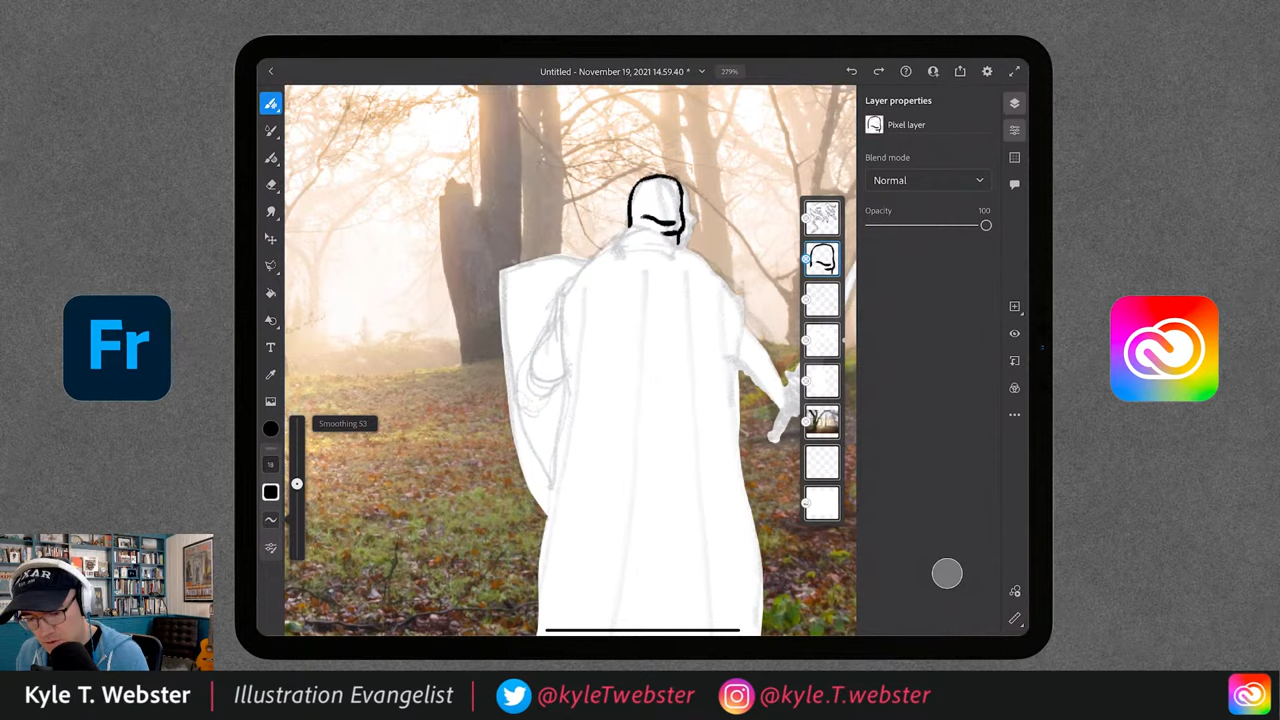 Untitled - November 19, 2021 14.59.40 *
279%
Layer properties
Pixel layer
Blend mode
Normal
Opacity
100
T
Smoothing 53
18
Fr
Kyle T. Webster | Illustration Evangelist | @kyleTwebster @kyle.T.webster